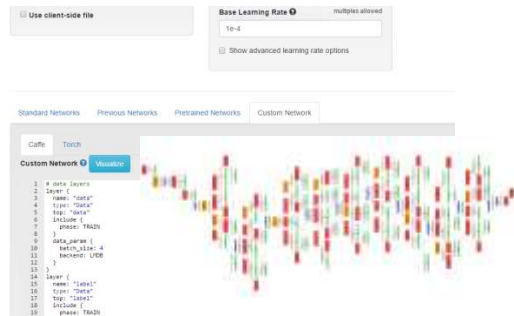 Use client-side file
Base Learning Rate
multiples allowed
1e-4
Show advanced learning rate options
Standard Networks
Previous Networks
Pretrained Networks
Custom Network
Caffe
Torch
Custom Network
Visualize
1 # data layers
2 layer {
3 name: "data"
4 type: "Data"
5 top: "data"
6 include {
7 phase: TRAIN
8 }
9 data_param {
10 batch_size: 4
11 backend: LMDB
12 }
13 }
14 layer {
15 name: "label"
16 type: "Data"
17 top: "label"
18 include {
19 phase: TRAIN